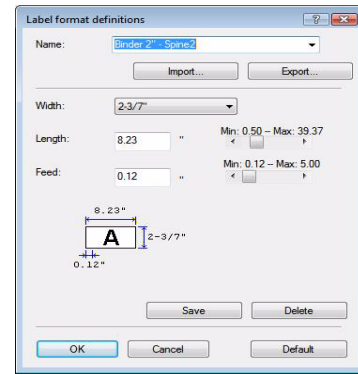 Label format definitions
Name: Binder 2" - Spine2
Import... Export...
Width: 2-3/7"
Length: 8.23 " Min: 0.50 -- Max: 39.37
Feed: 0.12 " Min: 0.12 -- Max: 5.00
8.23"
A 2-3/7"
0.12"
Save Delete
OK Cancel Default